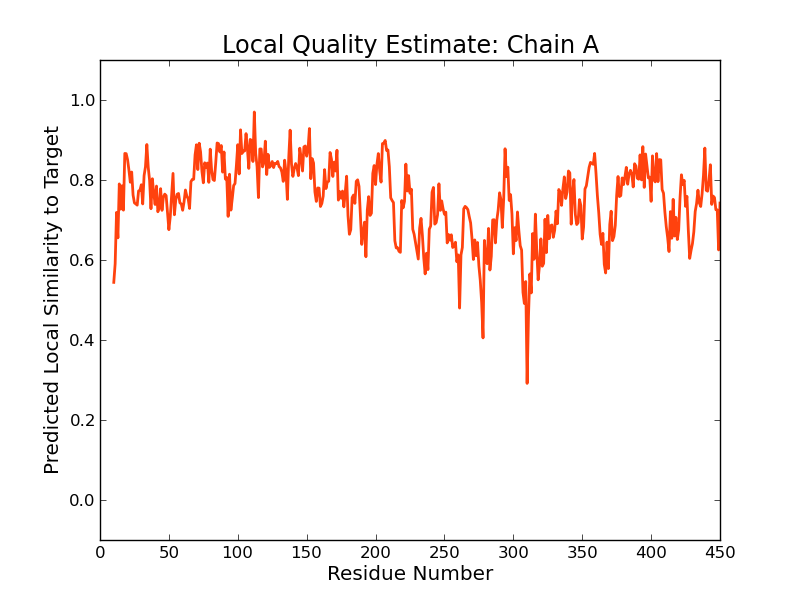 Local Quality Estimate: Chain A
Predicted Local Similarity to Target
1.0
0.8
0.6
0.4
0.2
0.0
0 50 100 150 200 250 300 350 400 450
Residue Number